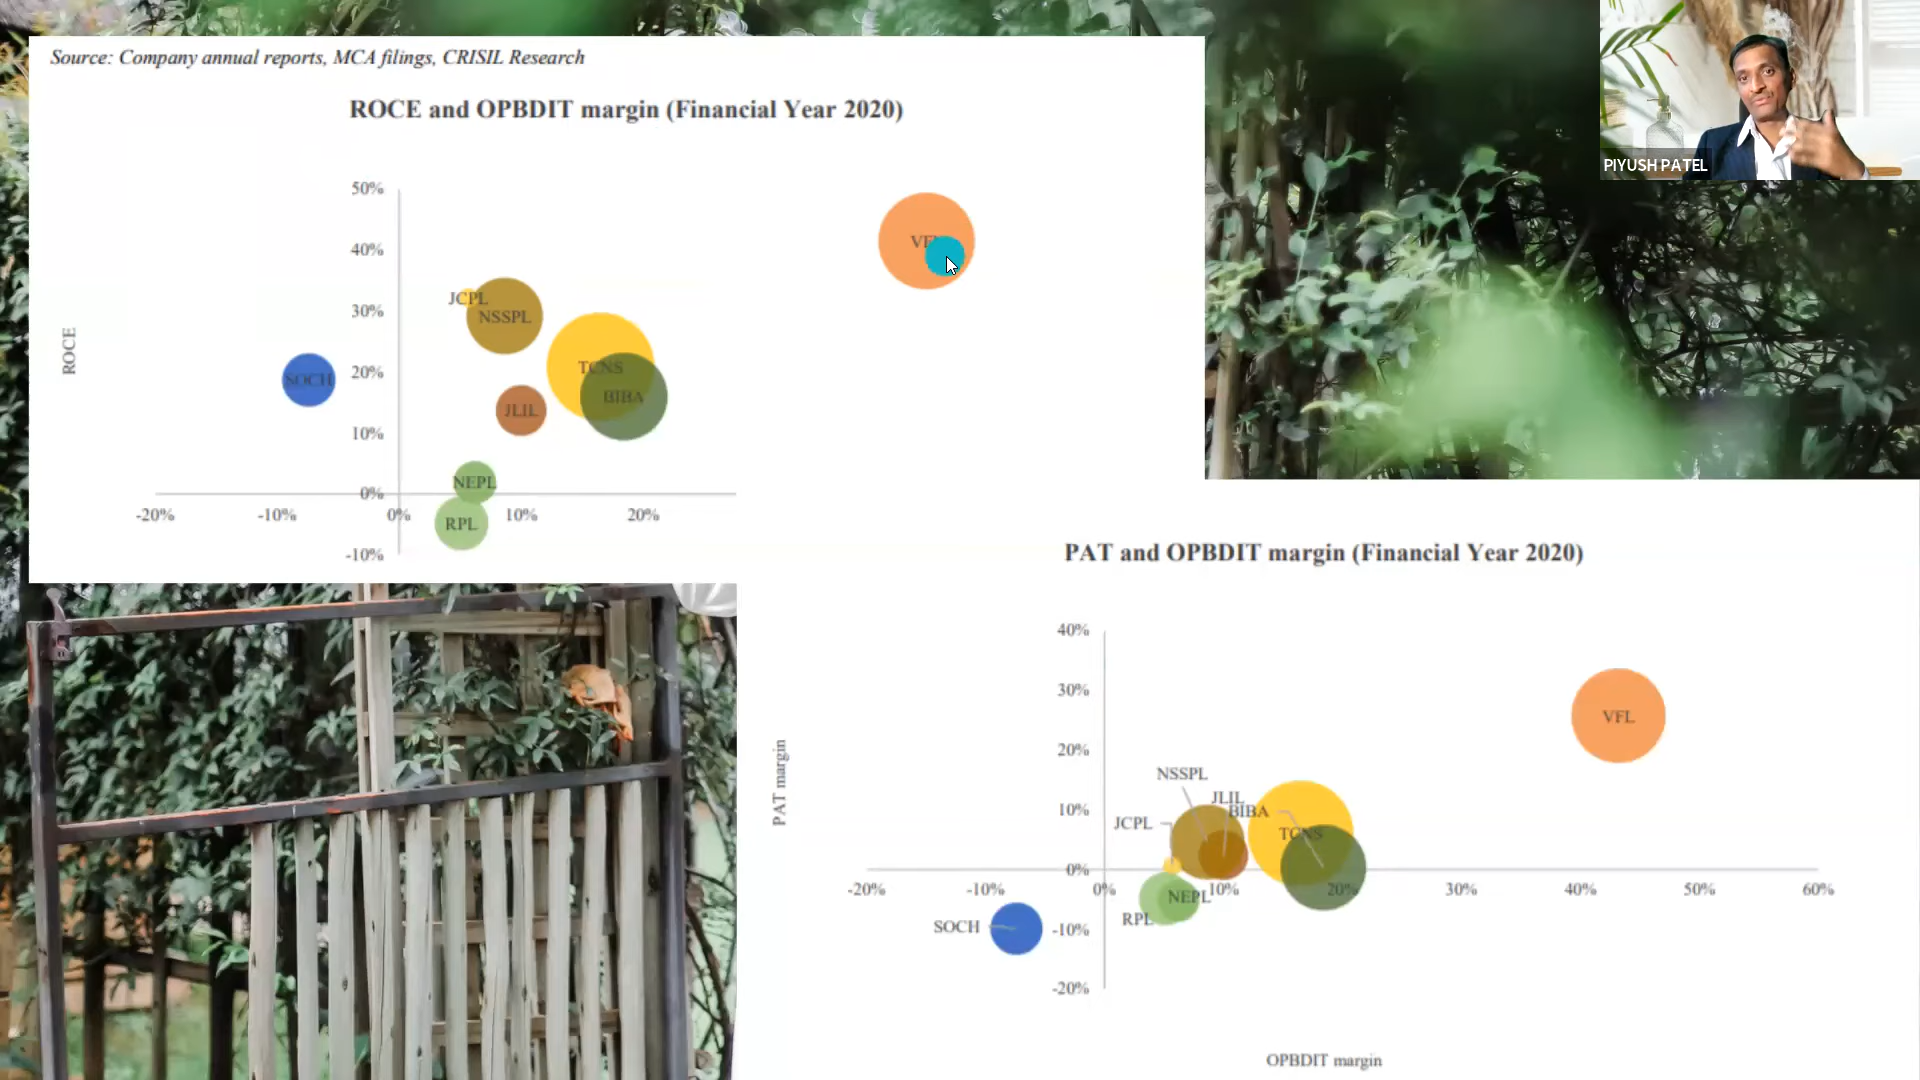 Source: Company annual reports, MCA filings, CRISIL Research
ROCE and OPBDIT margin (Financial Year 2020)
50%
40%
30%
20%
10%
0%
-10%
ROCE
-20%
-10%
0%
10%
20%
JCPL
NSSPL
SOCH
TCNS
BIBA
JLIL
NEPL
RPL
PIYUSH PATEL
PAT and OPBDIT margin (Financial Year 2020)
40%
30%
20%
10%
0%
-10%
-20%
PAT margin
-20%
-10%
0%
10%
20%
30%
40%
50%
60%
VFL
NSSPL
JLIL
BIBA
JCPL
TCNS
NEPL
RPL
SOCH
OPBDIT margin